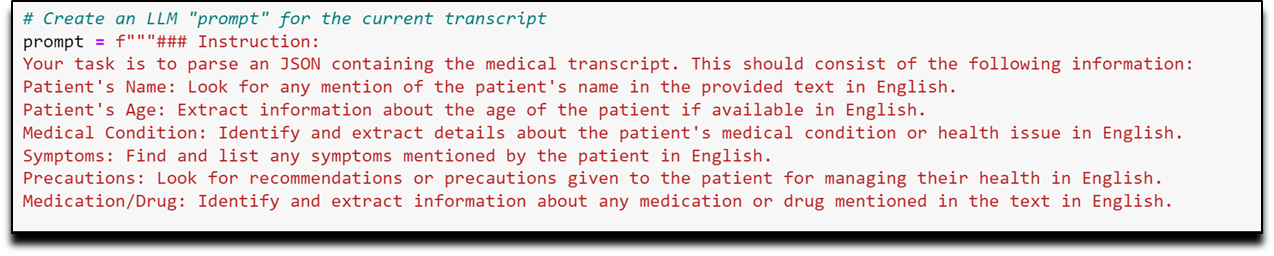 # Create an LLM "prompt" for the current transcript
prompt = f"""### Instruction:
Your task is to parse an JSON containing the medical transcript. This should consist of the following information:
Patient's Name: Look for any mention of the patient's name in the provided text in English.
Patient's Age: Extract information about the age of the patient if available in English.
Medical Condition: Identify and extract details about the patient's medical condition or health issue in English.
Symptoms: Find and list any symptoms mentioned by the patient in English.
Precautions: Look for recommendations or precautions given to the patient for managing their health in English.
Medication/Drug: Identify and extract information about any medication or drug mentioned in the text in English.